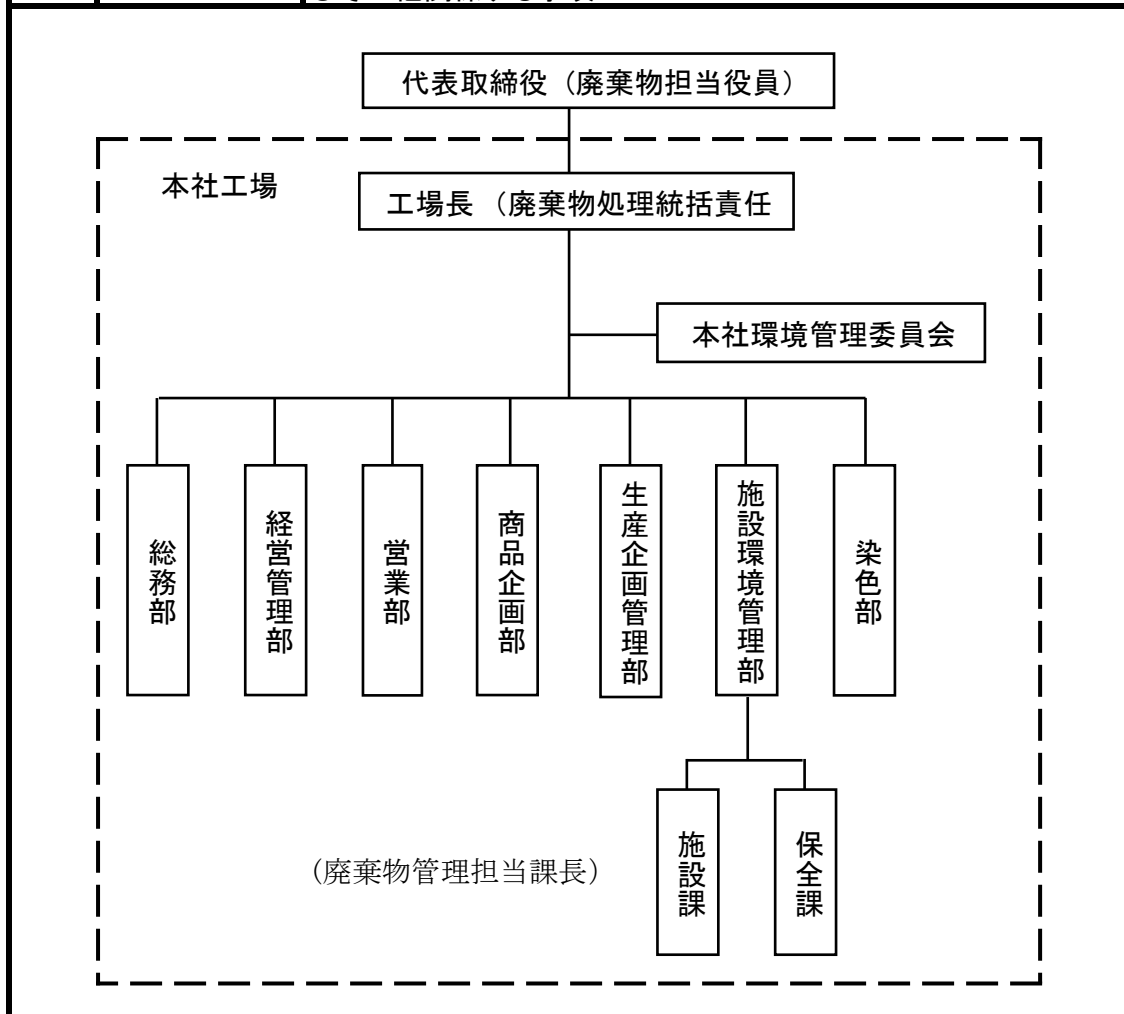 代表取締役（廃棄物担当役員）
本社工場
工場長（廃棄物処理統括責任
本社環境管理委員会
総務部
経営管理部
営業部
商品企画部
生産企画管理部
施設環境管理部
染色部
(廃棄物管理担当課長)
施設課
保全課